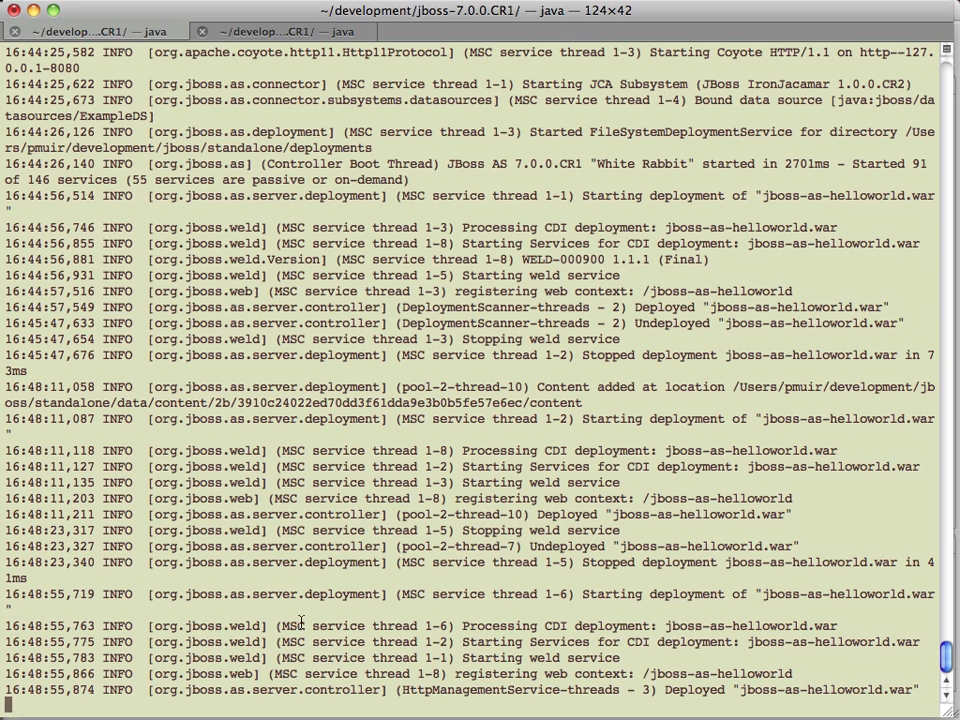 ~/development/jboss-7.0.0.CR1/ — java — 124×42
~/develop....CR1/ — java
~/develop....CR1/ — java
16:44:25,582 INFO  [org.apache.coyote.http11.Http11Protocol] (MSC service thread 1-3) Starting Coyote HTTP/1.1 on http--127.
0.0.1-8080
16:44:25,622 INFO  [org.jboss.as.connector] (MSC service thread 1-1) Starting JCA Subsystem (JBoss IronJacamar 1.0.0.CR2)
16:44:25,673 INFO  [org.jboss.as.connector.subsystems.datasources] (MSC service thread 1-4) Bound data source [java:jboss/da
tasources/ExampleDS]
16:44:26,126 INFO  [org.jboss.as.deployment] (MSC service thread 1-3) Started FileSystemDeploymentService for directory /Use
rs/pmuir/development/jboss/standalone/deployments
16:44:26,140 INFO  [org.jboss.as] (Controller Boot Thread) JBoss AS 7.0.0.CR1 "White Rabbit" started in 2701ms - Started 91
of 146 services (55 services are passive or on-demand)
16:44:56,514 INFO  [org.jboss.as.server.deployment] (MSC service thread 1-1) Starting deployment of "jboss-as-helloworld.war
"
16:44:56,746 INFO  [org.jboss.weld] (MSC service thread 1-3) Processing CDI deployment: jboss-as-helloworld.war
16:44:56,855 INFO  [org.jboss.weld] (MSC service thread 1-8) Starting Services for CDI deployment: jboss-as-helloworld.war
16:44:56,881 INFO  [org.jboss.weld.Version] (MSC service thread 1-8) WELD-000900 1.1.1 (Final)
16:44:56,931 INFO  [org.jboss.weld] (MSC service thread 1-5) Starting weld service
16:44:57,516 INFO  [org.jboss.web] (MSC service thread 1-3) registering web context: /jboss-as-helloworld
16:44:57,549 INFO  [org.jboss.as.server.controller] (DeploymentScanner-threads - 2) Deployed "jboss-as-helloworld.war"
16:45:47,633 INFO  [org.jboss.as.server.controller] (DeploymentScanner-threads - 2) Undeployed "jboss-as-helloworld.war"
16:45:47,654 INFO  [org.jboss.weld] (MSC service thread 1-3) Stopping weld service
16:45:47,676 INFO  [org.jboss.as.server.deployment] (MSC service thread 1-2) Stopped deployment jboss-as-helloworld.war in 7
3ms
16:48:11,058 INFO  [org.jboss.as.server.deployment] (pool-2-thread-10) Content added at location /Users/pmuir/development/jb
oss/standalone/data/content/2b/3910c24022ed70dd3f61dda9e3b0b5fe57e6ec/content
16:48:11,087 INFO  [org.jboss.as.server.deployment] (MSC service thread 1-2) Starting deployment of "jboss-as-helloworld.war
"
16:48:11,118 INFO  [org.jboss.weld] (MSC service thread 1-8) Processing CDI deployment: jboss-as-helloworld.war
16:48:11,127 INFO  [org.jboss.weld] (MSC service thread 1-2) Starting Services for CDI deployment: jboss-as-helloworld.war
16:48:11,135 INFO  [org.jboss.weld] (MSC service thread 1-3) Starting weld service
16:48:11,203 INFO  [org.jboss.web] (MSC service thread 1-8) registering web context: /jboss-as-helloworld
16:48:11,211 INFO  [org.jboss.as.server.controller] (pool-2-thread-10) Deployed "jboss-as-helloworld.war"
16:48:23,317 INFO  [org.jboss.weld] (MSC service thread 1-5) Stopping weld service
16:48:23,327 INFO  [org.jboss.as.server.controller] (pool-2-thread-7) Undeployed "jboss-as-helloworld.war"
16:48:23,340 INFO  [org.jboss.as.server.deployment] (MSC service thread 1-5) Stopped deployment jboss-as-helloworld.war in 4
1ms
16:48:55,719 INFO  [org.jboss.as.server.deployment] (MSC service thread 1-6) Starting deployment of "jboss-as-helloworld.war
"
16:48:55,763 INFO  [org.jboss.weld] (MSC service thread 1-6) Processing CDI deployment: jboss-as-helloworld.war
16:48:55,775 INFO  [org.jboss.weld] (MSC service thread 1-2) Starting Services for CDI deployment: jboss-as-helloworld.war
16:48:55,783 INFO  [org.jboss.weld] (MSC service thread 1-1) Starting weld service
16:48:55,866 INFO  [org.jboss.web] (MSC service thread 1-8) registering web context: /jboss-as-helloworld
16:48:55,874 INFO  [org.jboss.as.server.controller] (HttpManagementService-threads - 3) Deployed "jboss-as-helloworld.war"